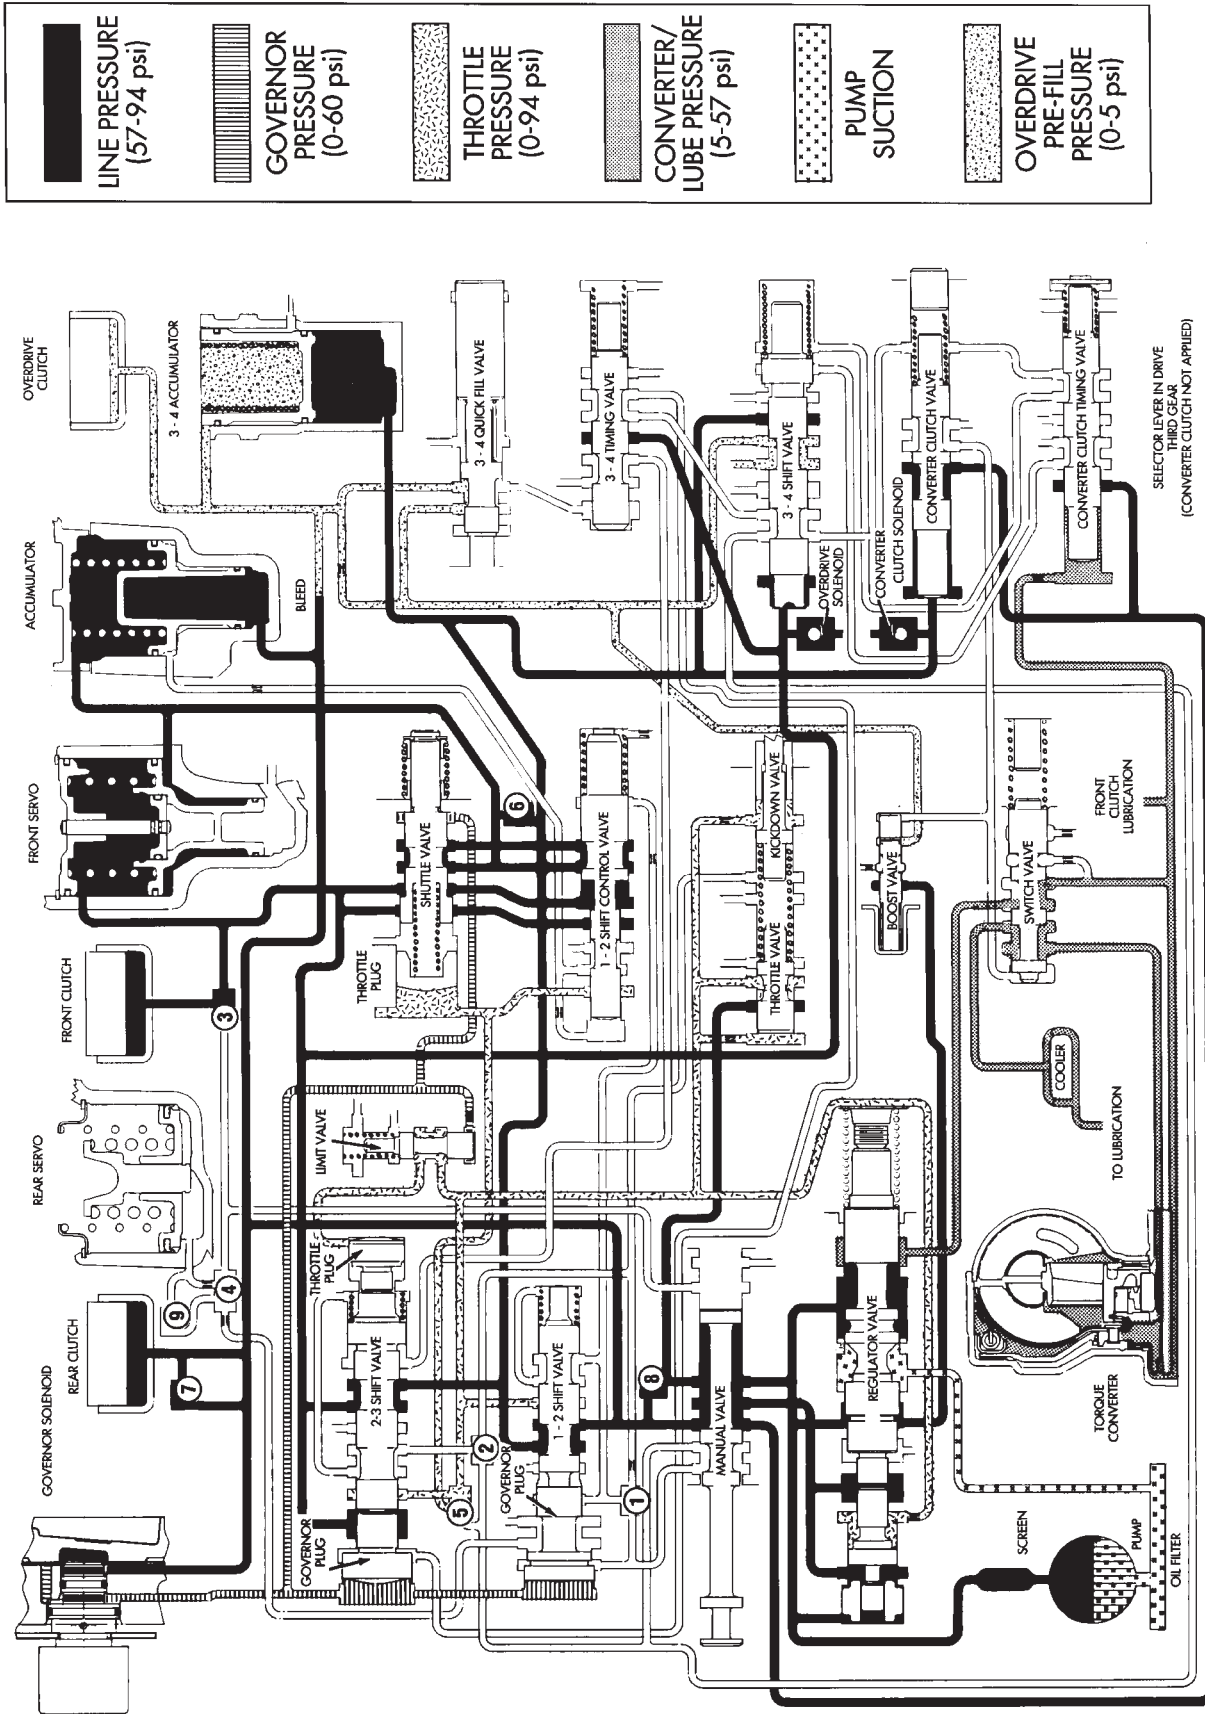 LINE PRESSURE
(57-94 psi)
GOVERNOR
PRESSURE
(0-60 psi)
THROTTLE
PRESSURE
(0-94 psi)
CONVERTER/
LUBE PRESSURE
(5-57 psi)
PUMP
SUCTION
OVERDRIVE
PRE-FILL
PRESSURE
(0-5 psi)
GOVERNOR SOLENOID
REAR CLUTCH
REAR SERVO
FRONT CLUTCH
FRONT SERVO
ACCUMULATOR
OVERDRIVE
CLUTCH
3 - 4 ACCUMULATOR
BLEED
7
9
4
3
GOVERNOR
PLUG
2-3 SHIFT VALVE
THROTTLE
PLUG
LIMIT VALVE
THROTTLE
PLUG
SHUTTLE VALVE
6
3 - 4 QUICK FILL VALVE
5
2
GOVERNOR
PLUG
1 - 2 SHIFT VALVE
1 - 2 SHIFT CONTROL VALVE
3 - 4 TIMING VALVE
1
8
MANUAL VALVE
THROTTLE VALVE
KICKDOWN VALVE
3 - 4 SHIFT VALVE
OVERDRIVE
SOLENOID
REGULATOR VALVE
BOOST VALVE
CONVERTER
CLUTCH SOLENOID
CONVERTER CLUTCH VALVE
SCREEN
PUMP
OIL FILTER
TORQUE
CONVERTER
COOLER
TO LUBRICATION
SWITCH VALVE
FRONT
CLUTCH
LUBRICATION
CONVERTER CLUTCH TIMING VALVE
SELECTOR LEVER IN DRIVE
THIRD GEAR
(CONVERTER CLUTCH NOT APPLIED)